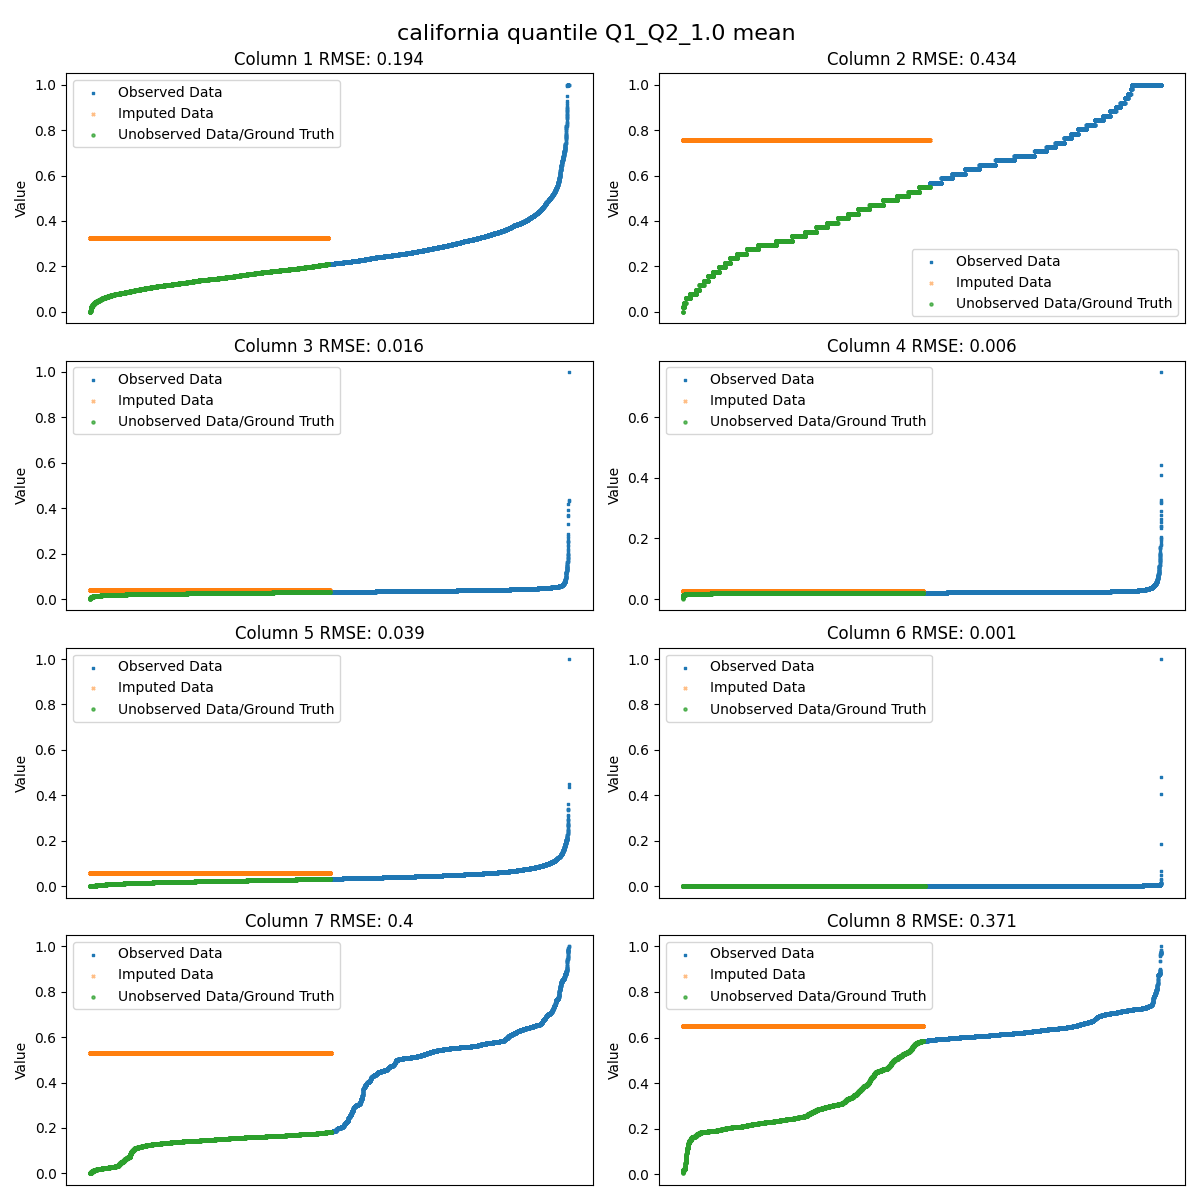 california quantile Q1_Q2_1.0 mean
Column 1 RMSE: 0.194
Value
1.0
0.8
0.6
0.4
0.2
0.0
Observed Data
Imputed Data
Unobserved Data/Ground Truth
Column 2 RMSE: 0.434
Value
1.0
0.8
0.6
0.4
0.2
0.0
Observed Data
Imputed Data
Unobserved Data/Ground Truth
Column 3 RMSE: 0.016
Value
1.0
0.8
0.6
0.4
0.2
0.0
Observed Data
Imputed Data
Unobserved Data/Ground Truth
Column 4 RMSE: 0.006
Value
0.6
0.4
0.2
0.0
Observed Data
Imputed Data
Unobserved Data/Ground Truth
Column 5 RMSE: 0.039
Value
1.0
0.8
0.6
0.4
0.2
0.0
Observed Data
Imputed Data
Unobserved Data/Ground Truth
Column 6 RMSE: 0.001
Value
1.0
0.8
0.6
0.4
0.2
0.0
Observed Data
Imputed Data
Unobserved Data/Ground Truth
Column 7 RMSE: 0.4
Value
1.0
0.8
0.6
0.4
0.2
0.0
Observed Data
Imputed Data
Unobserved Data/Ground Truth
Column 8 RMSE: 0.371
Value
1.0
0.8
0.6
0.4
0.2
0.0
Observed Data
Imputed Data
Unobserved Data/Ground Truth